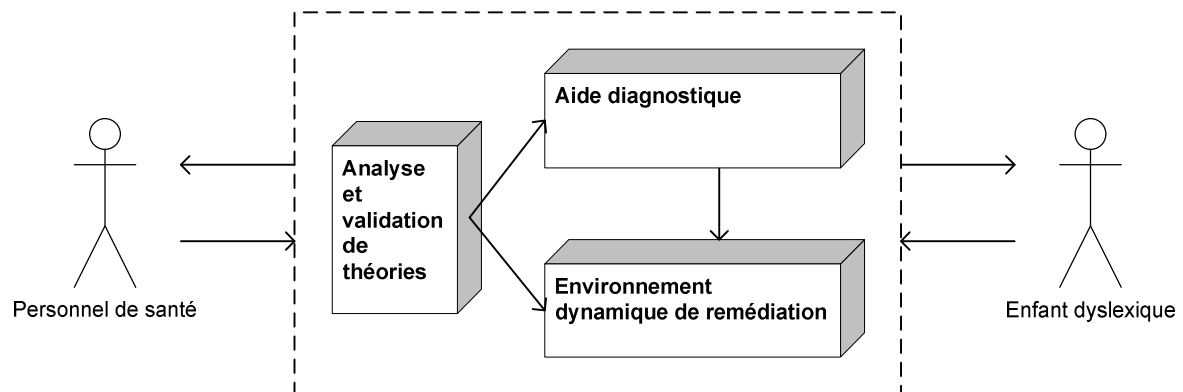 Aide diagnostique
Analyse
et
validation
de
théories
Environnement
dynamique de remédiation
Personnel de santé
Enfant dyslexique